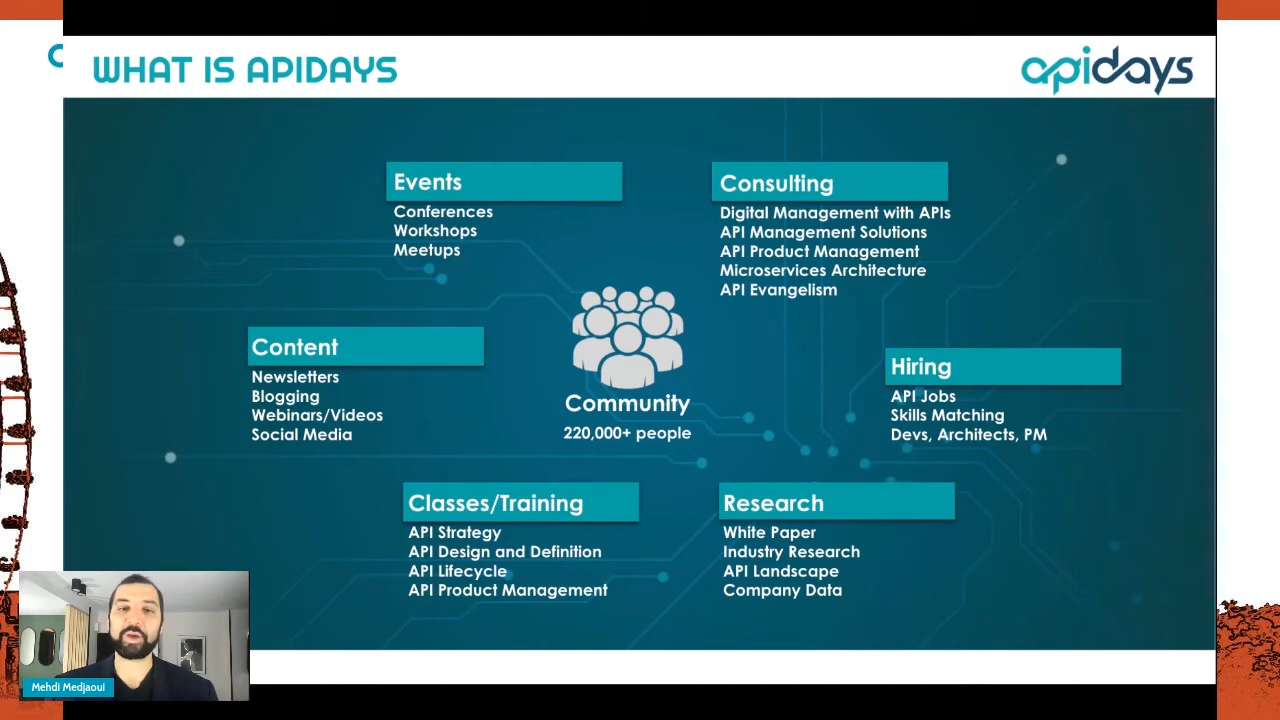 WHAT IS APIDAYS
apidays
Events
Conferences
Workshops
Meetups
Consulting
Digital Management with APIs
API Management Solutions
API Product Management
Microservices Architecture
API Evangelism
Content
Newsletters
Blogging
Webinars/Videos
Social Media
Community
220,000+ people
Hiring
API Jobs
Skills Matching
Devs, Architects, PM
Classes/Training
API Strategy
API Design and Definition
API Lifecycle
API Product Management
Research
White Paper
Industry Research
API Landscape
Company Data
Mehdi Medjaoui